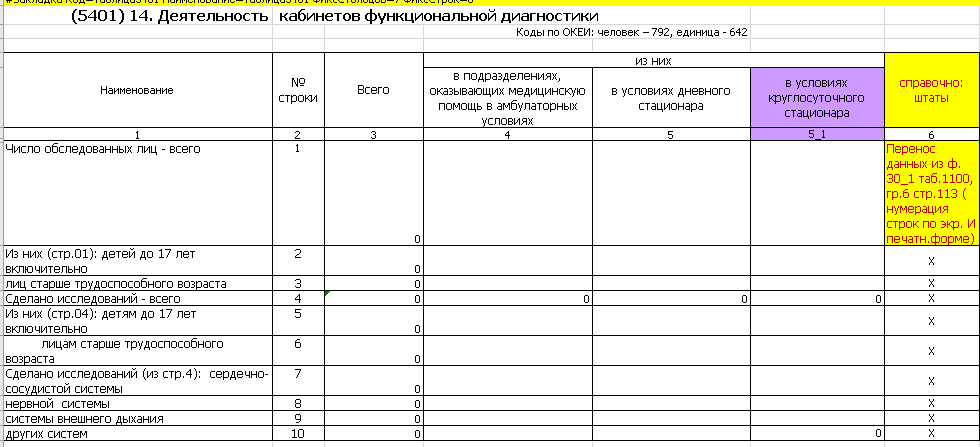 #Закладка Код=Таблица5401 Наименование=Таблица5401 ФиксСтолбцов=7 ФиксСтрок=6
(5401) 14. Деятельность кабинетов функциональной диагностики
Коды по ОКЕИ: человек – 792, единица - 642
Наименование
№
строки
Всего
из них
в подразделениях,
оказывающих медицинскую
помощь в амбулаторных
условиях
в условиях дневного
стационара
в условиях
круглосуточного
стационара
справочно:
штаты
1 2 3 4 5 5_1 6
Число обследованных лиц - всего 1 0
Перенос
данных из ф.
30_1 таб.1100,
гр.6 стр.113 (
нумерация
строк по экр. И
печатн.форме)
Из них (стр.01): детей до 17 лет
включительно 2 0 X
лиц старше трудоспособного возраста 3 0 X
Сделано исследований - всего 4 0 0 0 0 X
Из них (стр.04): детям до 17 лет
включительно 5 0 X
лицам старше трудоспособного
возраста 6 0 X
Сделано исследований (из стр.4): сердечно-
сосудистой системы 7 0 X
нервной системы 8 0 X
системы внешнего дыхания 9 0 X
других систем 10 0 0 X